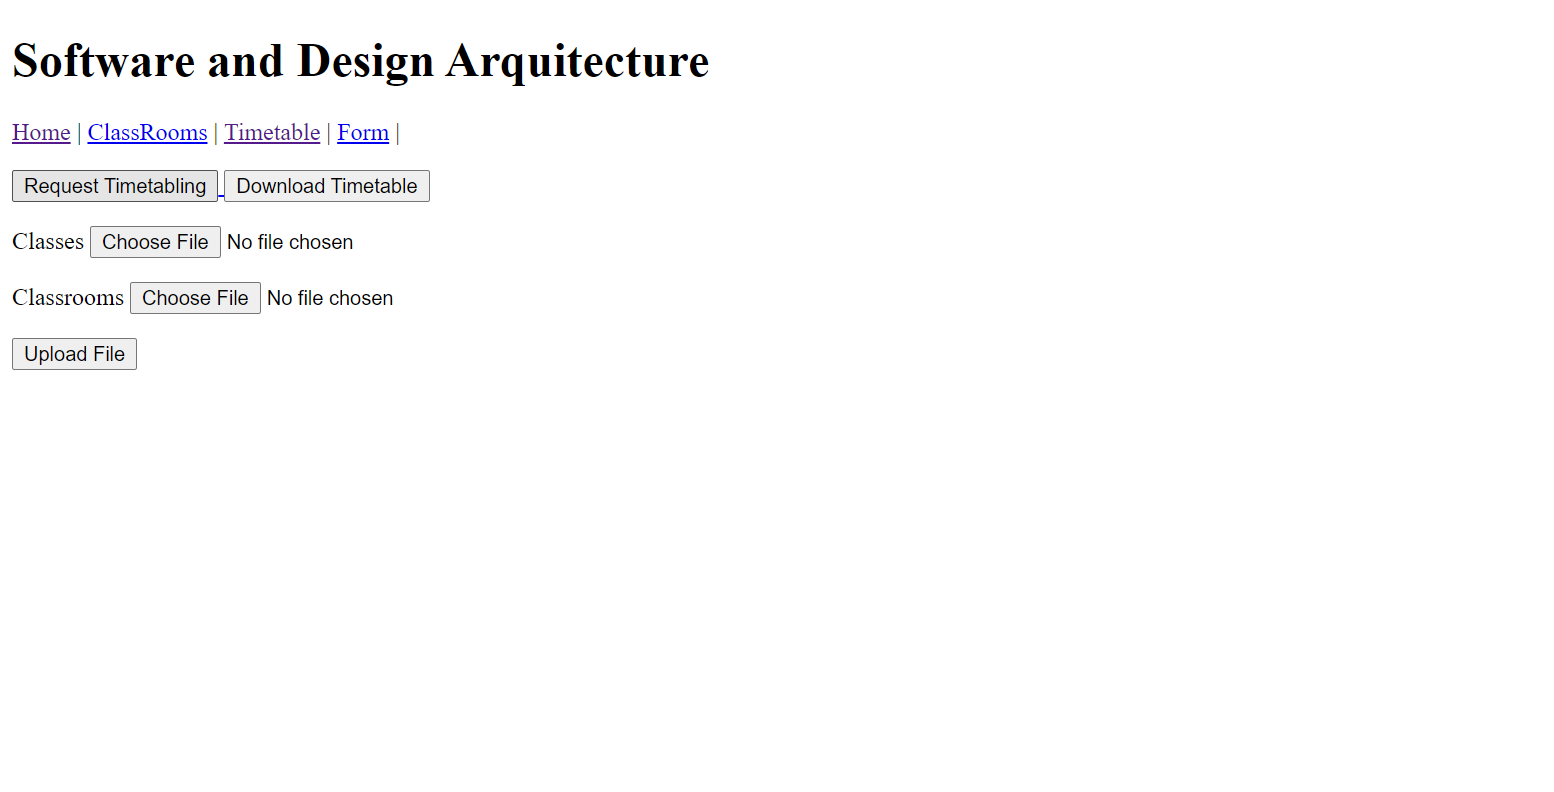 Software and Design Arquitecture
Home | ClassRooms | Timetable | Form |
Request Timetabling Download Timetable
Classes Choose File No file chosen
Classrooms Choose File No file chosen
Upload File